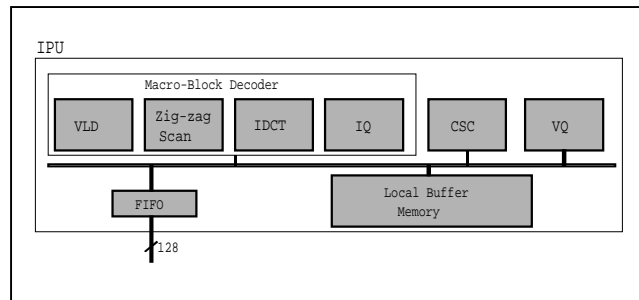 IPU
Macro-Block Decoder
VLD
Zig-zag
Scan
IDCT
IQ
CSC
VQ
FIFO
Local Buffer
Memory
128